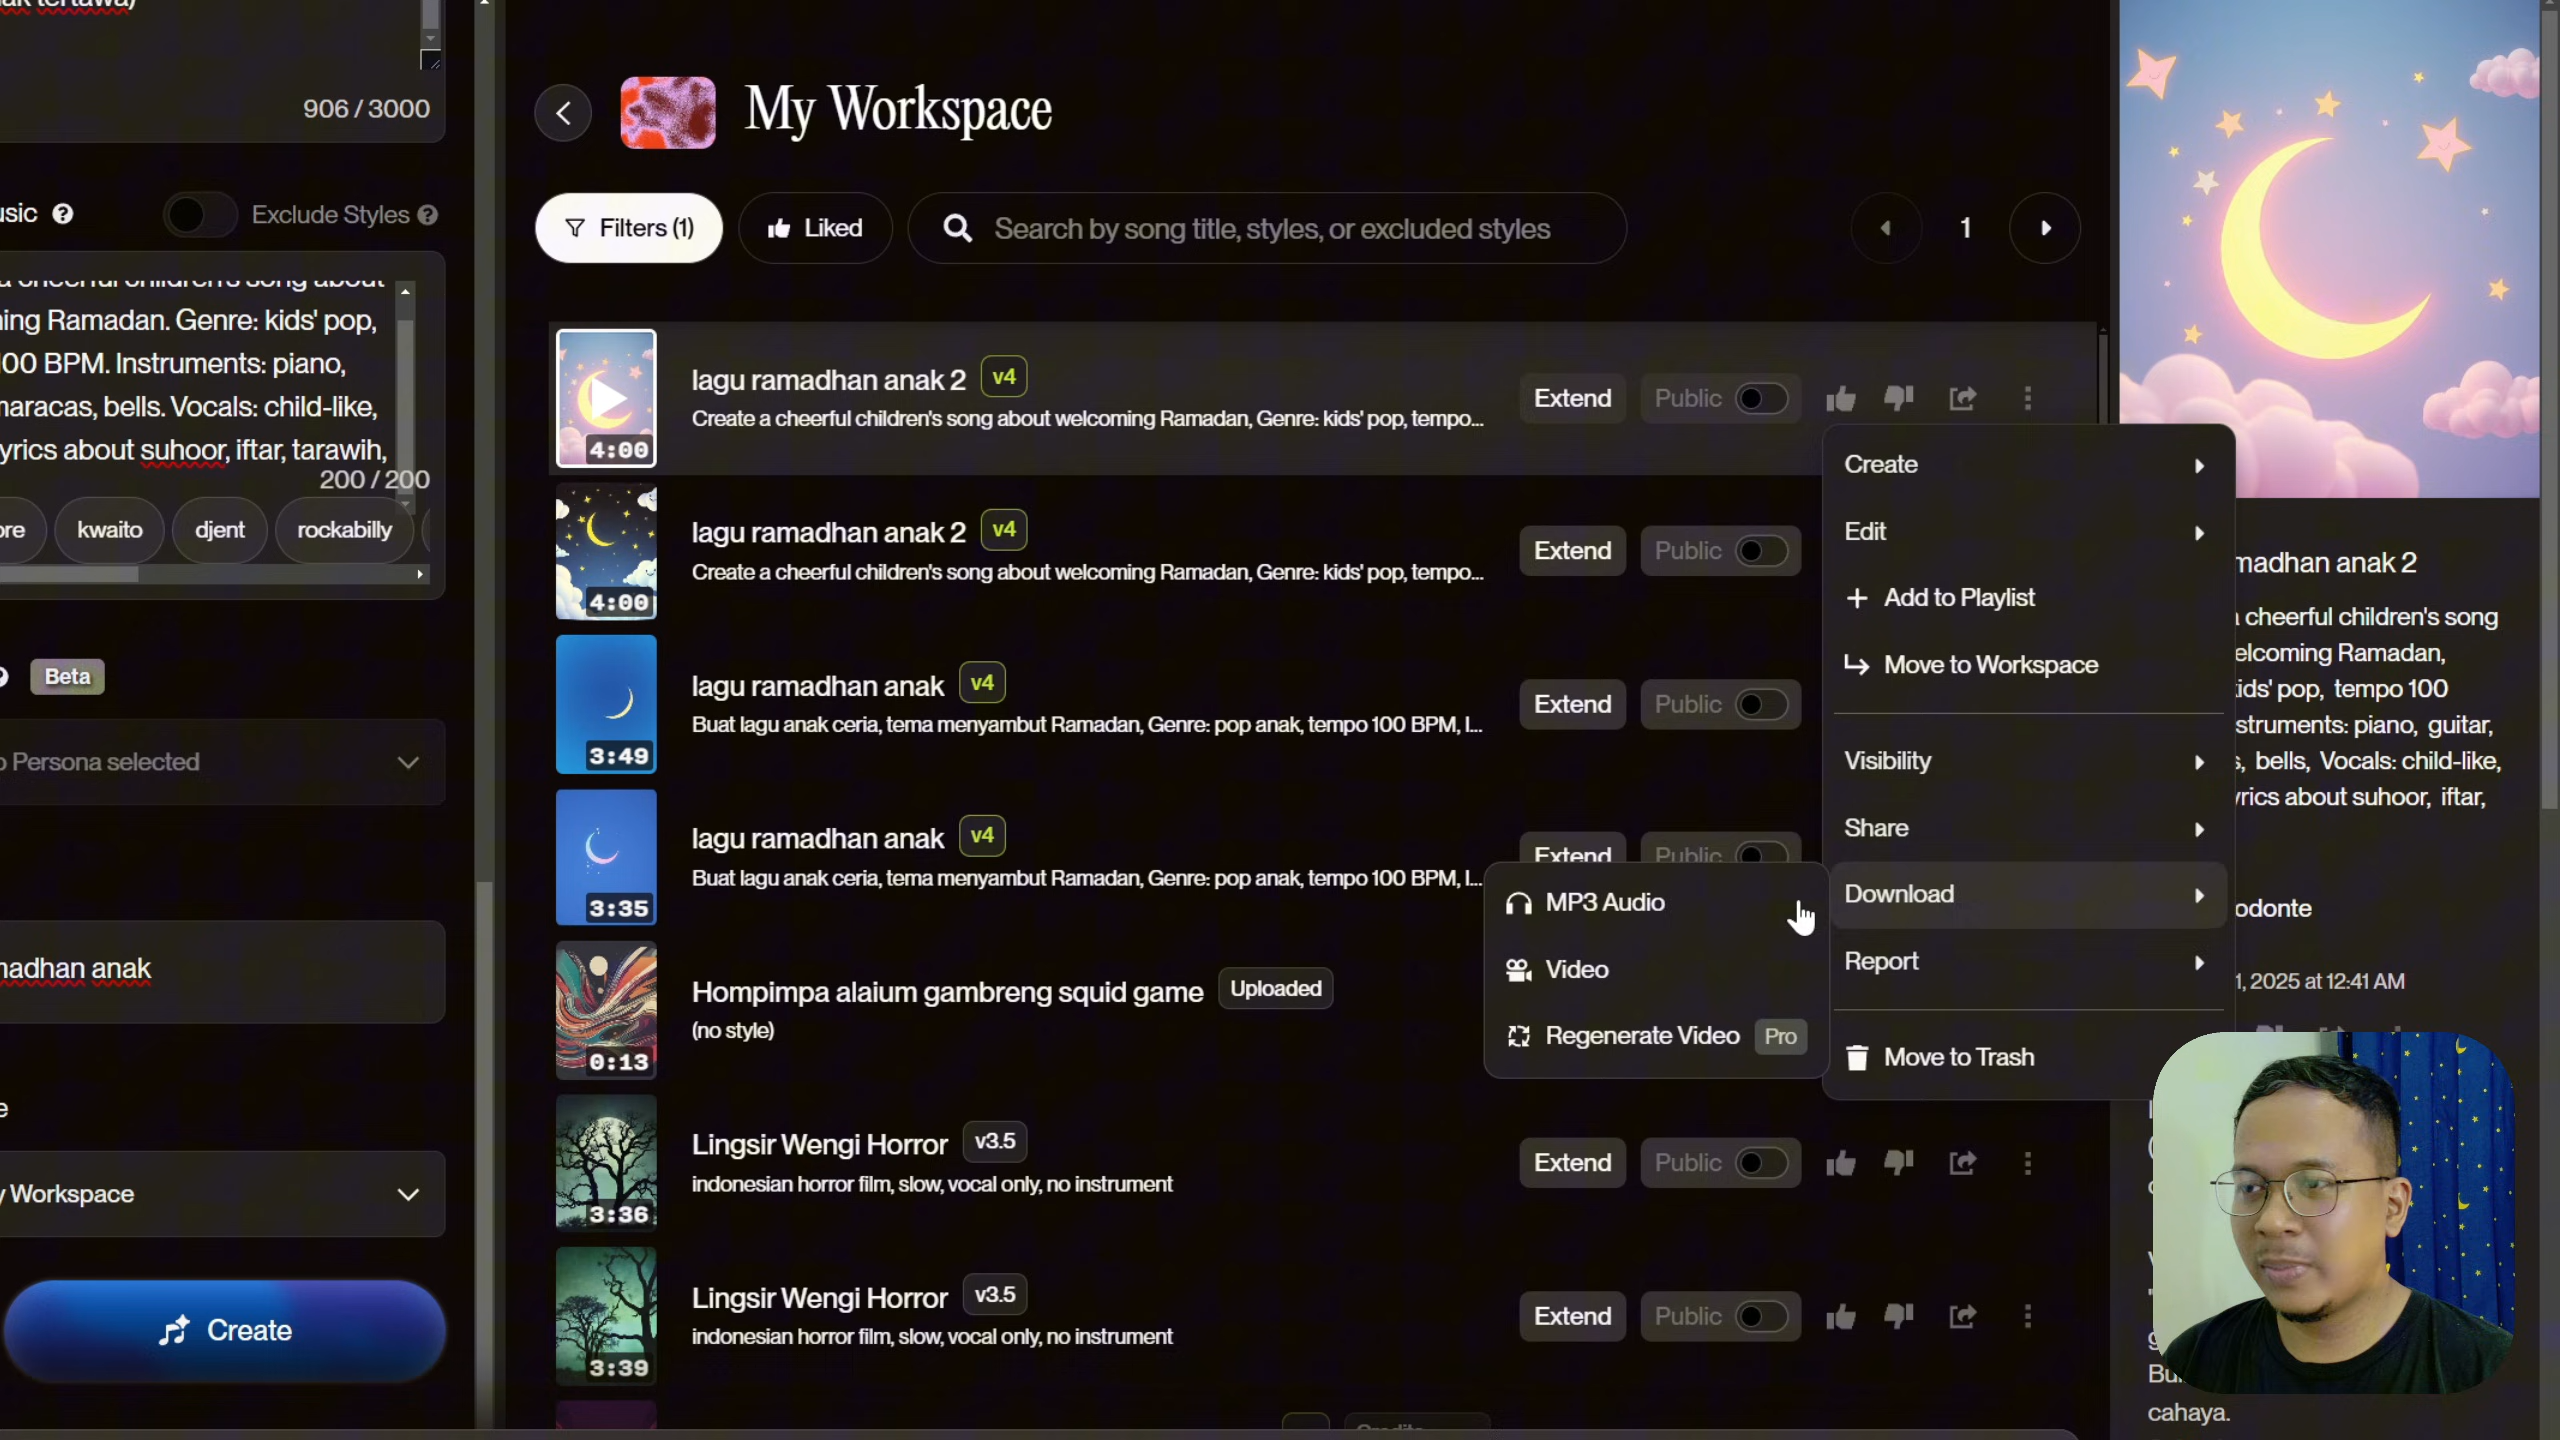 906 / 3000
Exclude Styles
ing Ramadan. Genre: kids' pop,
100 BPM. Instruments: piano,
maracas, bells. Vocals: child-like,
yrics about suhoor, iftar, tarawih,
200 / 200
kwaito
djent
rockabilly
Beta
Persona selected
madhan anak
Workspace
Create
My Workspace
Filters (1)
Liked
Search by song title, styles, or excluded styles
1
lagu ramadhan anak 2 v4
Create a cheerful children's song about welcoming Ramadan, Genre: kids' pop, tempo...
4:00
Extend
Public
lagu ramadhan anak 2 v4
Create a cheerful children's song about welcoming Ramadan, Genre: kids' pop, tempo...
4:00
Extend
Public
lagu ramadhan anak v4
Buat lagu anak ceria, tema menyambut Ramadan, Genre: pop anak, tempo 100 BPM, I...
3:49
Extend
Public
lagu ramadhan anak v4
Buat lagu anak ceria, tema menyambut Ramadan, Genre: pop anak, tempo 100 BPM, I...
3:35
Extend
Public
Hompimpa alaium gambreng squid game Uploaded
(no style)
0:13
Lingsir Wengi Horror v3.5
indonesian horror film, slow, vocal only, no instrument
3:36
Extend
Public
Lingsir Wengi Horror v3.5
indonesian horror film, slow, vocal only, no instrument
3:39
Extend
Public
Create
Edit
Add to Playlist
Move to Workspace
Visibility
Share
Download
Report
Move to Trash
MP3 Audio
Video
Regenerate Video Pro
madhan anak 2
cheerful children's song
elcoming Ramadan,
kids' pop, tempo 100
struments: piano, guitar,
bells, Vocals: child-like,
yrics about suhoor, iftar,
odonte
1, 2025 at 12:41 AM
cahaya.